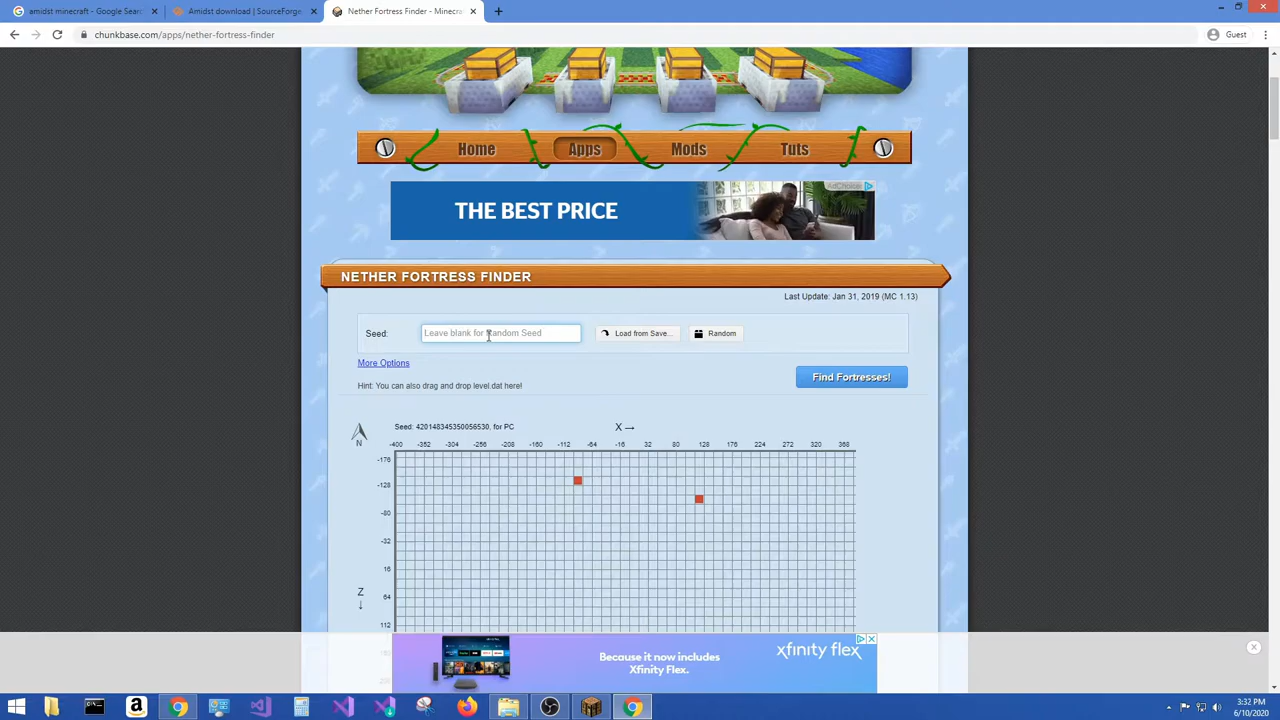 amidst minecraft - Google Sear
Amidst download | SourceForge
Nether Fortress Finder - Minecra
chunkbase.com/apps/nether-fortress-finder
Guest
Home
Apps
Mods
Tuts
THE BEST PRICE
AdChoice
NETHER FORTRESS FINDER
Last Update: Jan 31, 2019 (MC 1.13)
Seed:
Leave blank for Random Seed
Load from Save...
Random
More Options
Find Fortresses!
Hint: You can also drag and drop level.dat here!
N
Seed: 420148345350056530, for PC
X →
-400 -352 -304 -256 -208 -160 -112 -64 -16 32 80 128 176 224 272 320 368
-176
-128
-80
-32
16
Z
↓
64
112
Because it now includes
Xfinity Flex.
xfinity flex
3:32 PM
6/10/2020